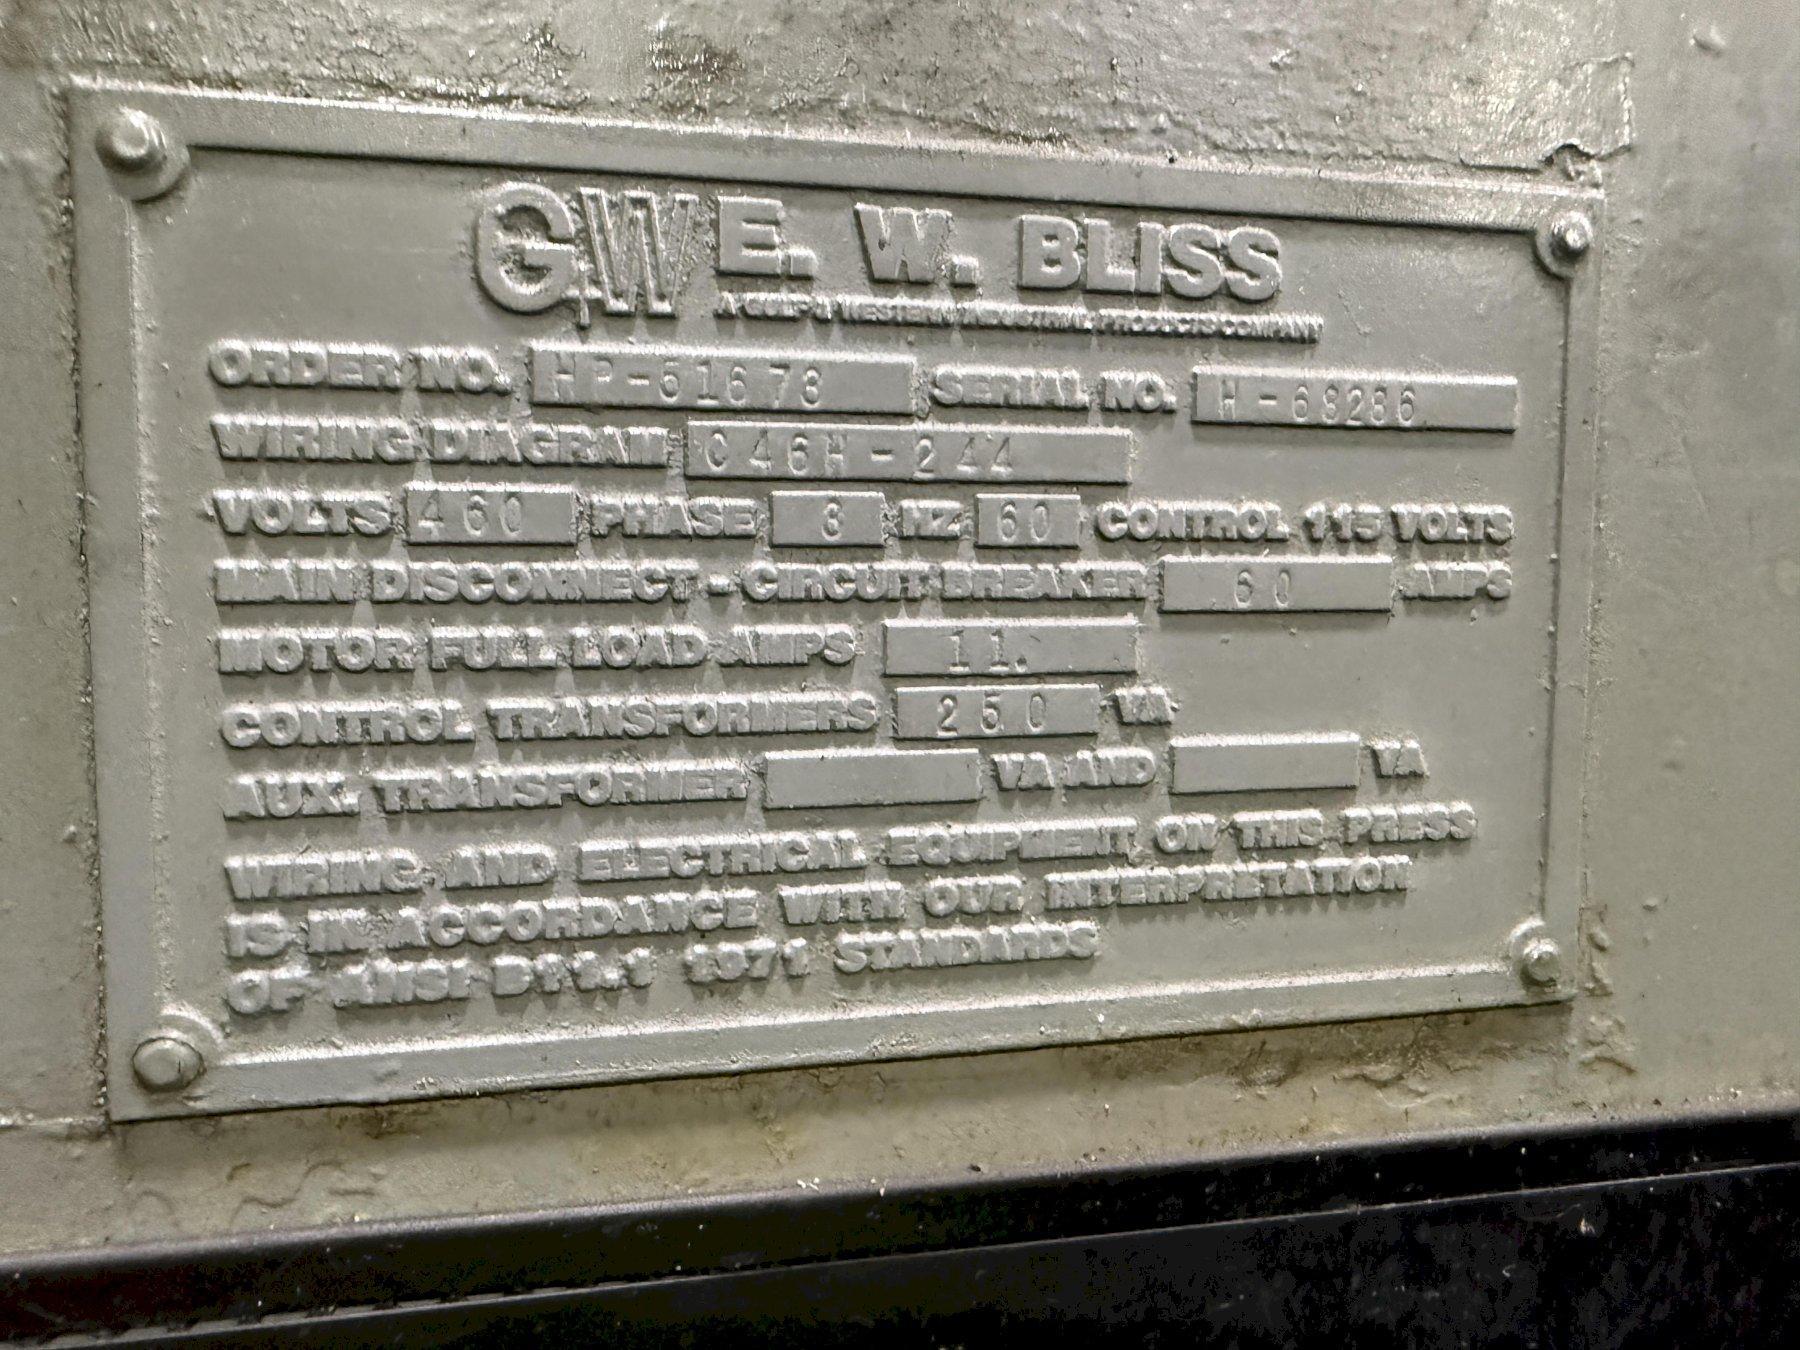 G+W E. W. BLISS
A GULF & WESTERN INDUSTRIAL PRODUCTS COMPANY
ORDER NO. HP-51673 SERIAL NO. H-68286
WIRING DIAGRAM C46H-244
VOLTS 460 PHASE 3 HZ 60 CONTROL 115 VOLTS
MAIN DISCONNECT - CIRCUIT BREAKER 60 AMPS
MOTOR FULL LOAD AMPS 11.
CONTROL TRANSFORMERS 250 VA
AUX. TRANSFORMER VA AND VA
WIRING AND ELECTRICAL EQUIPMENT ON THIS PRESS
IS IN ACCORDANCE WITH OUR INTERPRETATION
OF ANSI B11.1 1971 STANDARDS